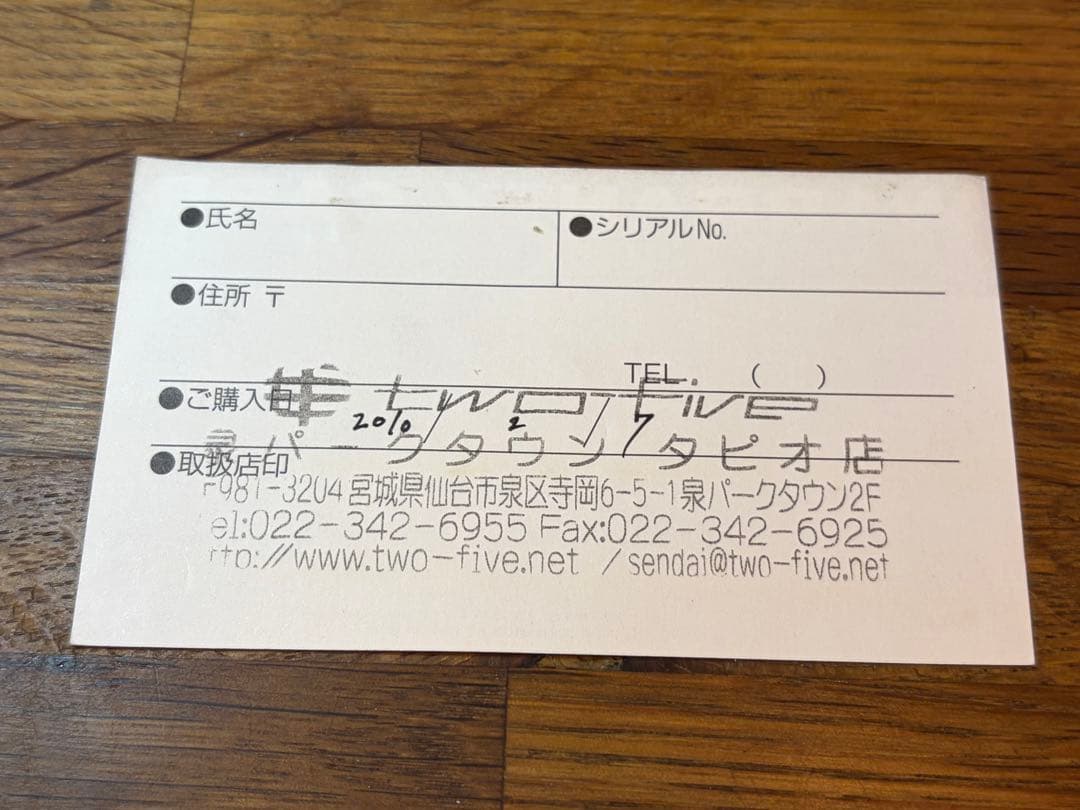 ●氏名 ●シリアルNo.
●住所 〒
TEL. ( )
●ご購入日 2010/2/7
two-five
泉パークタウン タピオ店
●取扱店印
〒981-3204 宮城県仙台市泉区寺岡6-5-1泉パークタウン2F
Tel:022-342-6955 Fax:022-342-6925
http://www.two-five.net /sendai@two-five.net